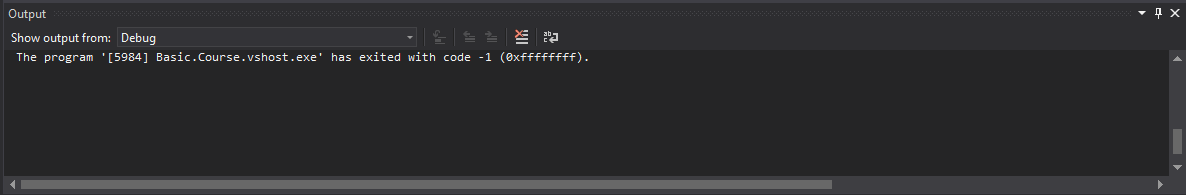 Output
Show output from: Debug
The program '[5984] Basic.Course.vshost.exe' has exited with code -1 (0xffffffff).